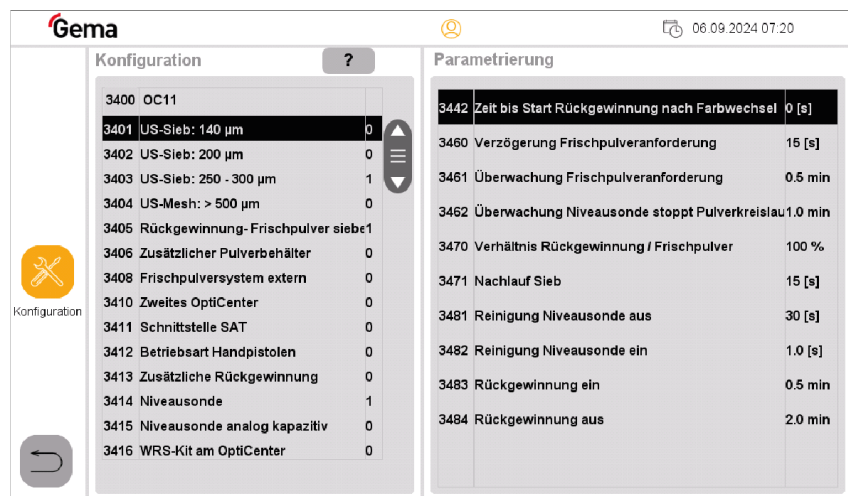 Gema
06.09.2024 07:20
Konfiguration
?
Parametrierung
3400 OC11
3401 US-Sieb: 140 µm 0
3402 US-Sieb: 200 µm 0
3403 US-Sieb: 250 - 300 µm 1
3404 US-Mesh: > 500 µm 0
3405 Rückgewinnung- Frischpulver siebe 1
3406 Zusätzlicher Pulverbehälter 0
3408 Frischpulversystem extern 0
3410 Zweites OptiCenter 0
3411 Schnittstelle SAT 0
3412 Betriebsart Handpistolen 0
3413 Zusätzliche Rückgewinnung 0
3414 Niveausonde 1
3415 Niveausonde analog kapazitiv 0
3416 WRS-Kit am OptiCenter 0
3442 Zeit bis Start Rückgewinnung nach Farbwechsel 0 [s]
3460 Verzögerung Frischpulveranforderung 15 [s]
3461 Überwachung Frischpulveranforderung 0.5 min
3462 Überwachung Niveausonde stoppt Pulverkreislau 1.0 min
3470 Verhältnis Rückgewinnung / Frischpulver 100 %
3471 Nachlauf Sieb 15 [s]
3481 Reinigung Niveausonde aus 30 [s]
3482 Reinigung Niveausonde ein 1.0 [s]
3483 Rückgewinnung ein 0.5 min
3484 Rückgewinnung aus 2.0 min
Konfiguration